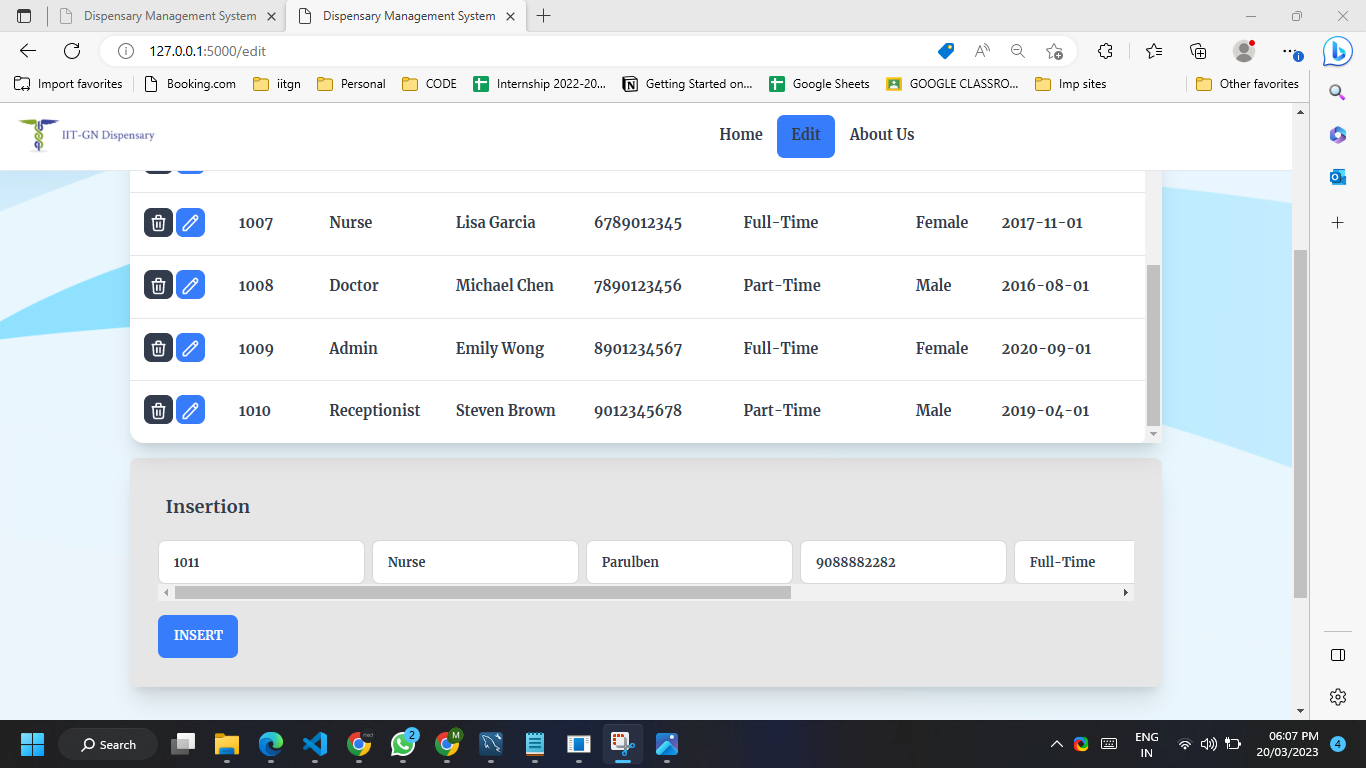 Dispensary Management System
Dispensary Management System
127.0.0.1:5000/edit
Import favorites
Booking.com
iitgn
Personal
CODE
Internship 2022-20...
Getting Started on...
Google Sheets
GOOGLE CLASSRO...
Imp sites
Other favorites
IIT-GN Dispensary
Home
Edit
About Us
1007 Nurse Lisa Garcia 6789012345 Full-Time Female 2017-11-01
1008 Doctor Michael Chen 7890123456 Part-Time Male 2016-08-01
1009 Admin Emily Wong 8901234567 Full-Time Female 2020-09-01
1010 Receptionist Steven Brown 9012345678 Part-Time Male 2019-04-01
Insertion
1011 Nurse Parulben 9088882282 Full-Time
INSERT
Search
2
M
ENG
IN
06:07 PM
20/03/2023
4